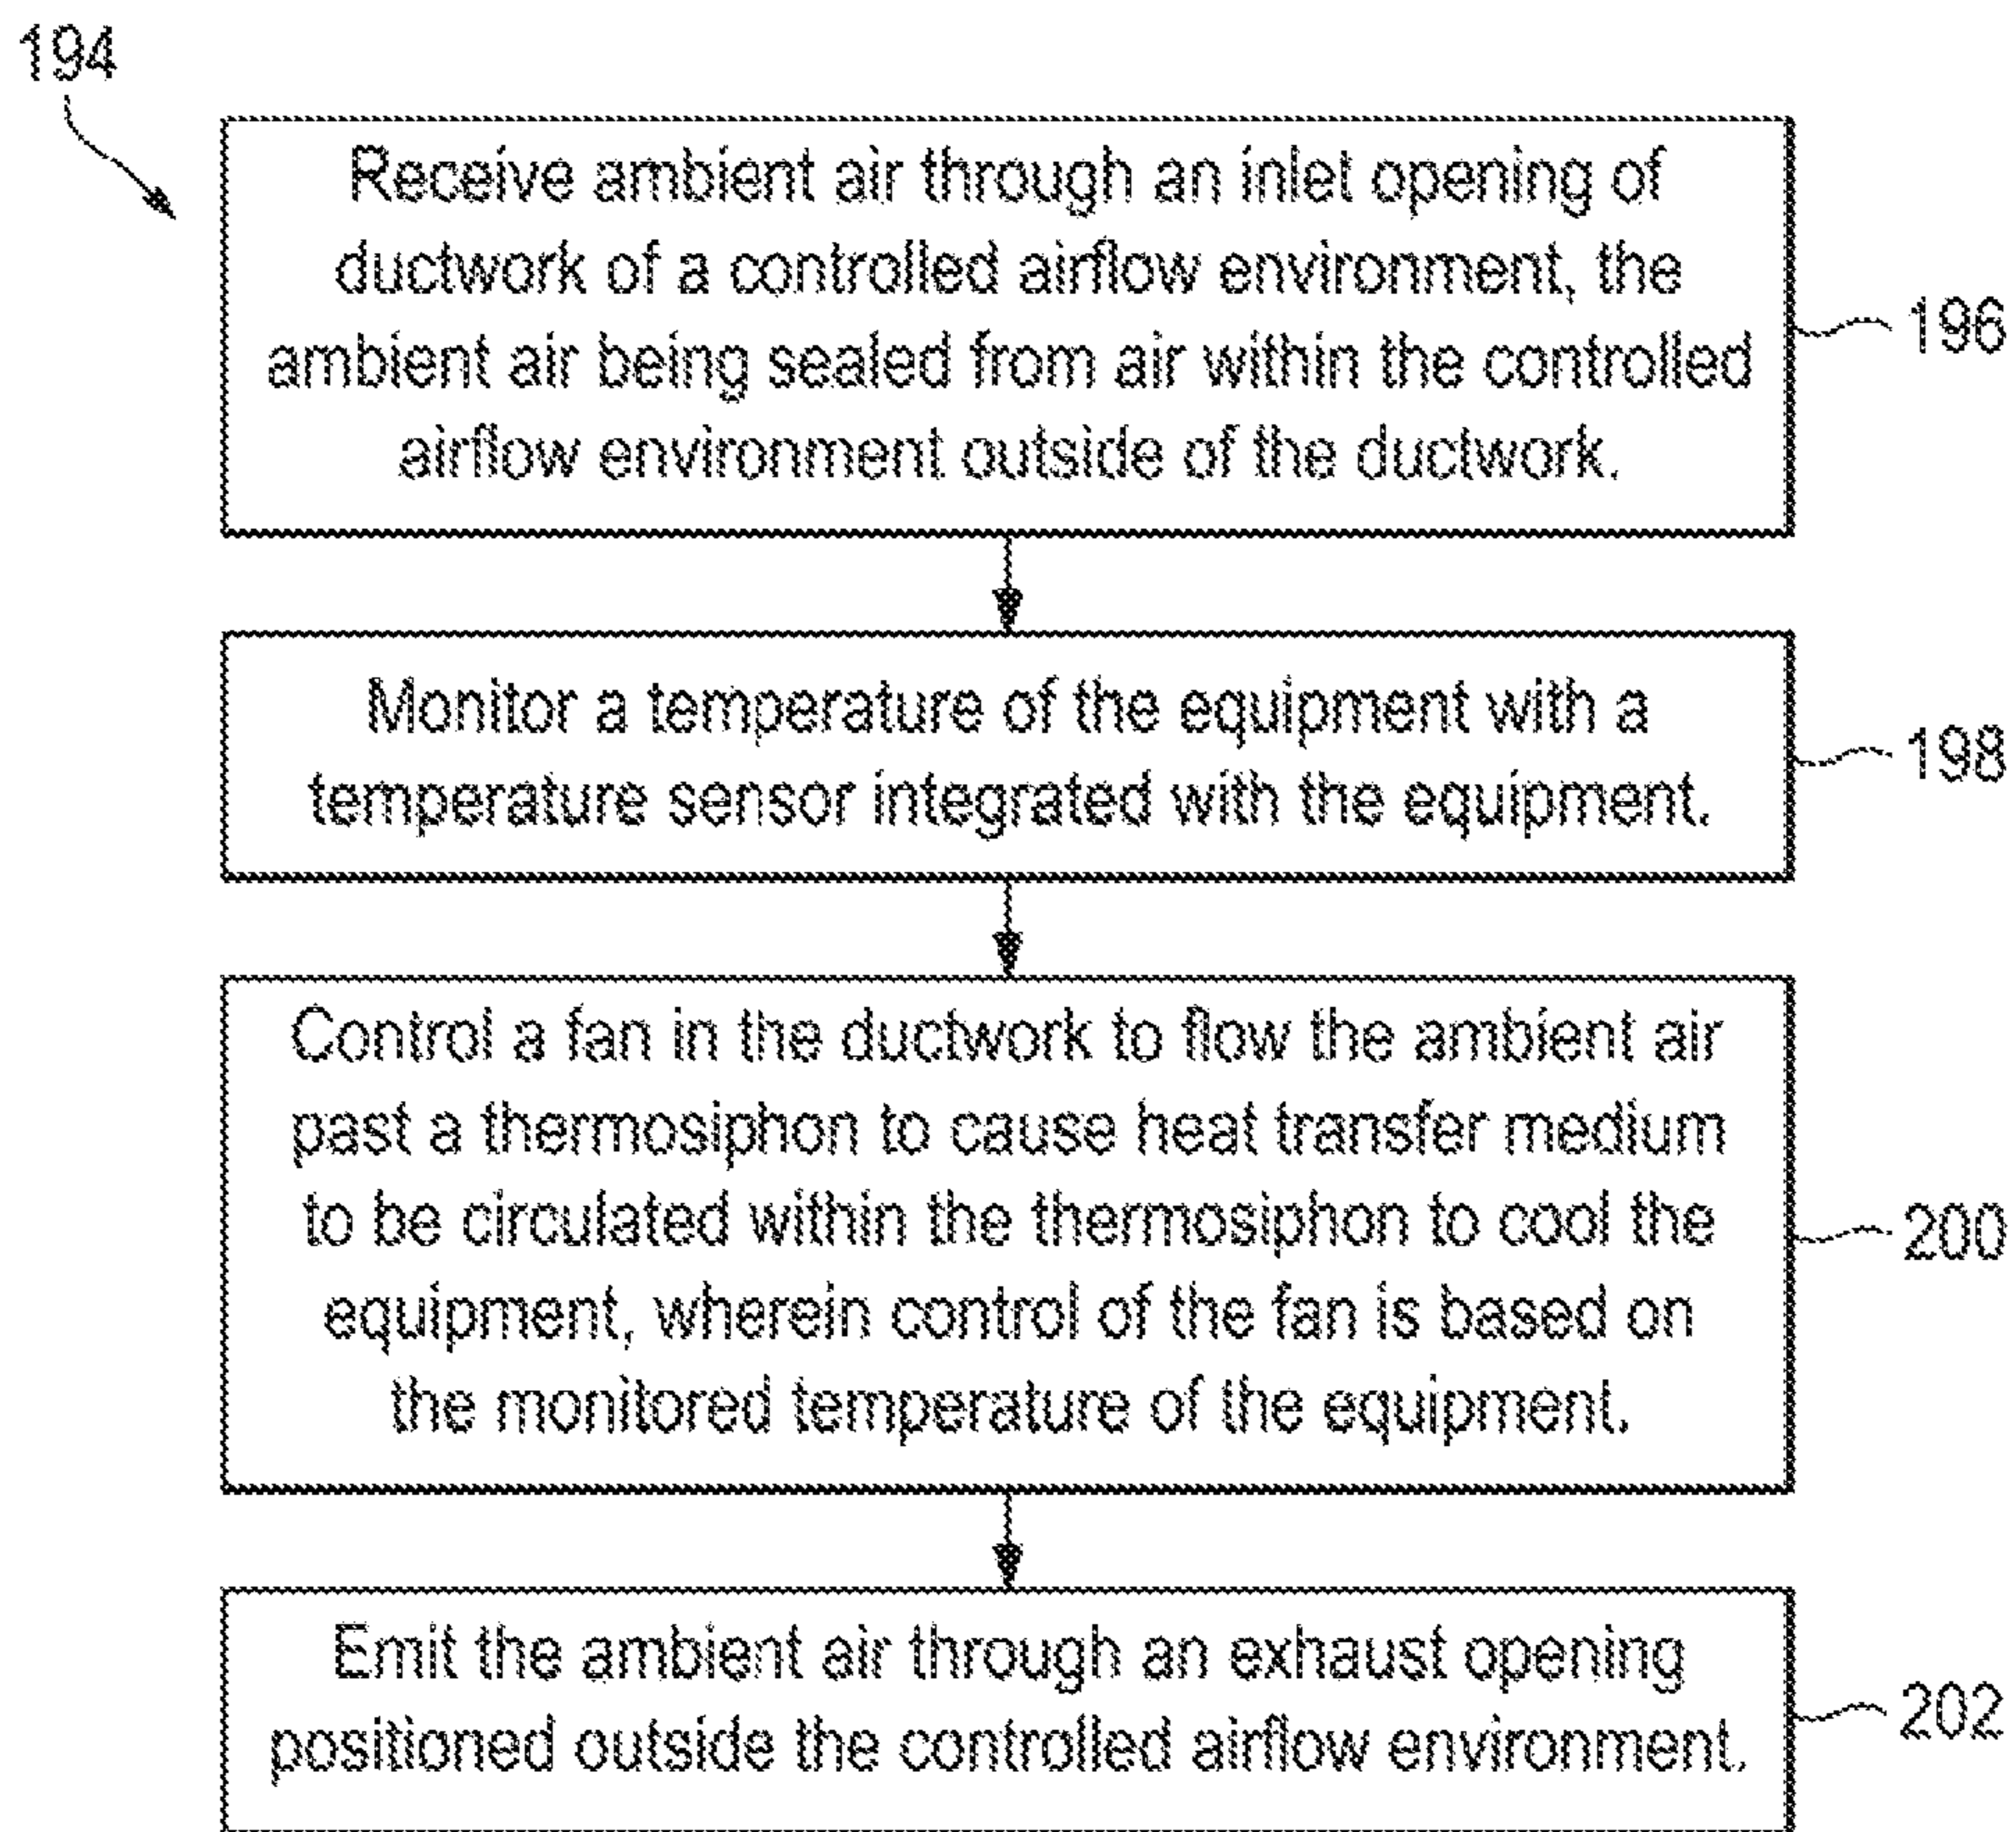 194
Receive ambient air through an inlet opening of
ductwork of a controlled airflow environment, the
ambient air being sealed from air within the controlled
airflow environment outside of the ductwork.
196
Monitor a temperature of the equipment with a
temperature sensor integrated with the equipment.
198
Control a fan in the ductwork to flow the ambient air
past a thermosiphon to cause heat transfer medium
to be circulated within the thermosiphon to cool the
equipment, wherein control of the fan is based on
the monitored temperature of the equipment.
200
Emit the ambient air through an exhaust opening
positioned outside the controlled airflow environment.
202